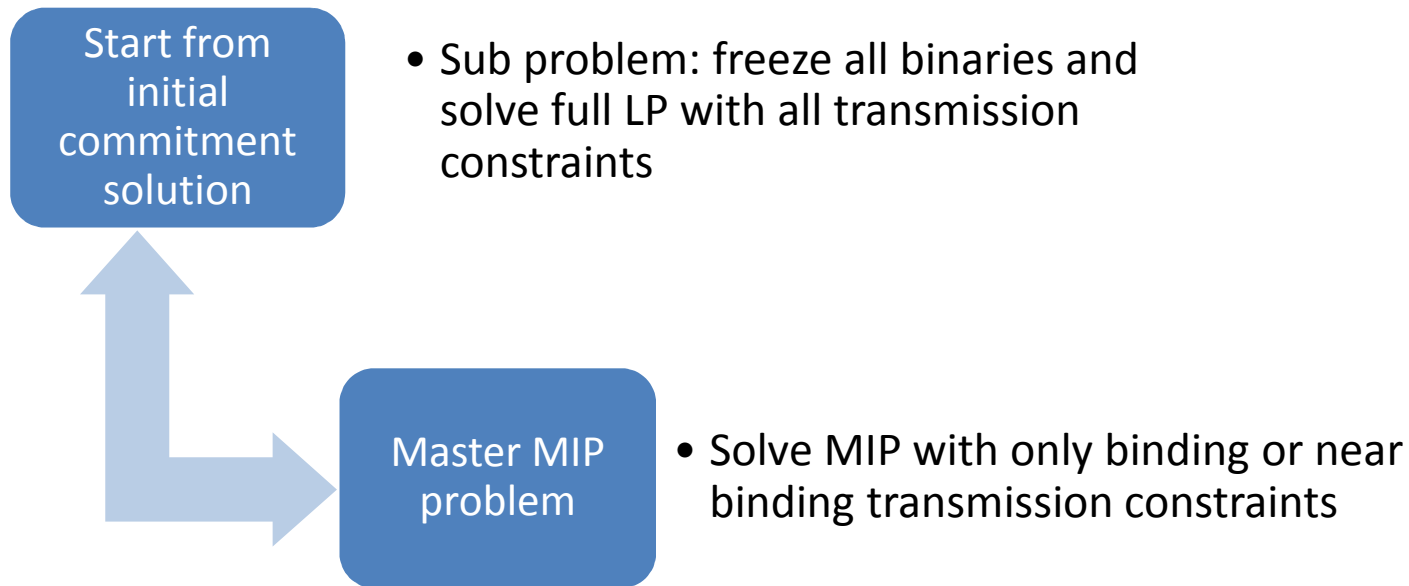 Start from
initial
commitment
solution
• Sub problem: freeze all binaries and
solve full LP with all transmission
constraints
Master MIP
problem
• Solve MIP with only binding or near
binding transmission constraints